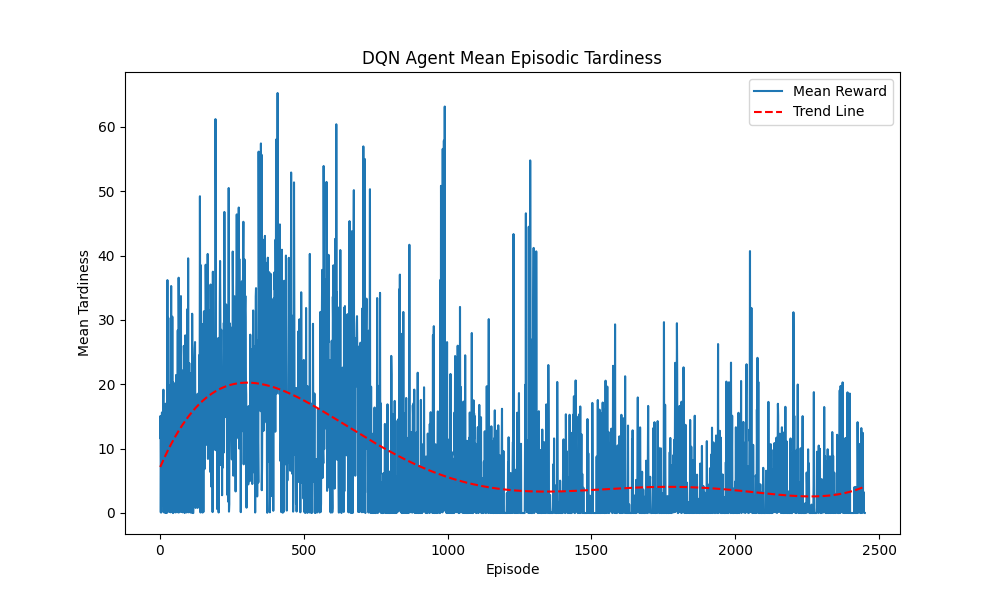 DQN Agent Mean Episodic Tardiness
Mean Reward
Trend Line
Mean Tardiness
60
50
40
30
20
10
0
0 500 1000 1500 2000 2500
Episode